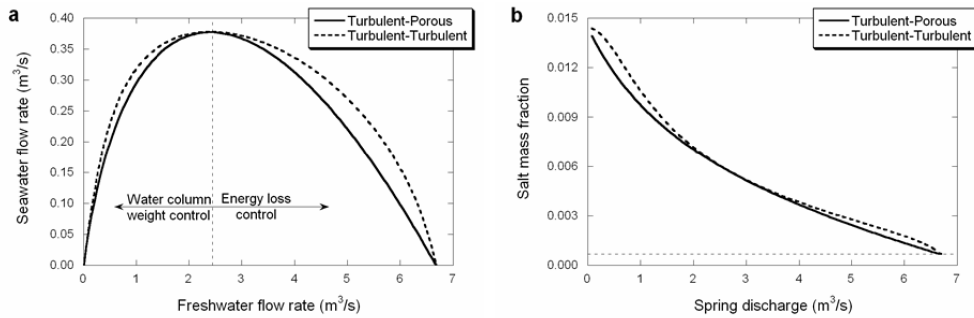 a
Seawater flow rate (m³/s)
0.40
0.35
0.30
0.25
0.20
0.15
0.10
0.05
0.00
Turbulent-Porous
Turbulent-Turbulent
Water column
weight control
Energy loss
control
0 1 2 3 4 5 6 7
Freshwater flow rate (m³/s)
b
Salt mass fraction
0.015
0.012
0.009
0.006
0.003
0.000
Turbulent-Porous
Turbulent-Turbulent
0 1 2 3 4 5 6 7
Spring discharge (m³/s)